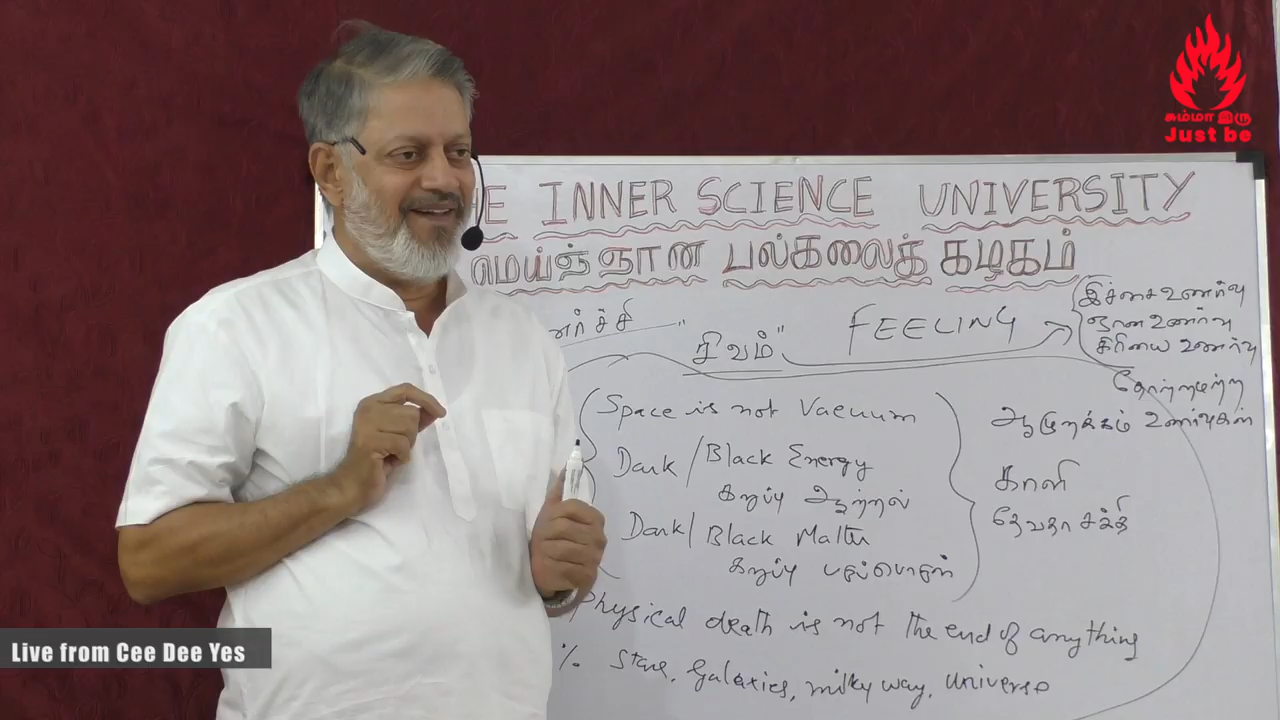 சும்மா இரு
Just be
THE INNER SCIENCE UNIVERSITY
மெய்ஞ்ஞான பல்கலைக் கழகம்
"சிவம்" FEELING
இச்சை உணர்வு
ஞான உணர்வு
கிரியை உணர்வு
Space is not Vacuum
Dark / Black Energy
கறுப்பு ஆற்றல்
Dark / Black Matter
கறுப்பு பருப்பொருள்
தோற்றமற்ற
உணர்வுகள்
காளி
தேவதா சக்தி
Physical death is not the end of anything
% Stars, Galaxies, milky way, universe
Live from Cee Dee Yes